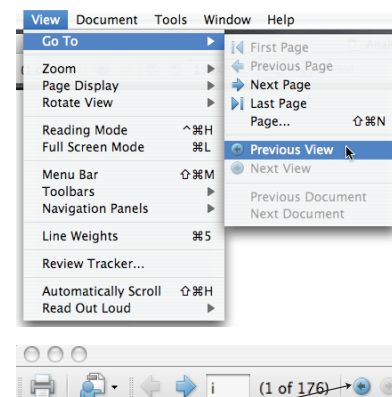 View Document Tools Window Help
Go To
Zoom
Page Display
Rotate View
Reading Mode ^⌘H
Full Screen Mode ⌘L
Menu Bar ⇧⌘M
Toolbars
Navigation Panels
Line Weights ⌘5
Review Tracker...
Automatically Scroll ⇧⌘H
Read Out Loud
First Page
Previous Page
Next Page
Last Page
Page... ⇧⌘N
Previous View
Next View
Previous Document
Next Document
i (1 of 176)